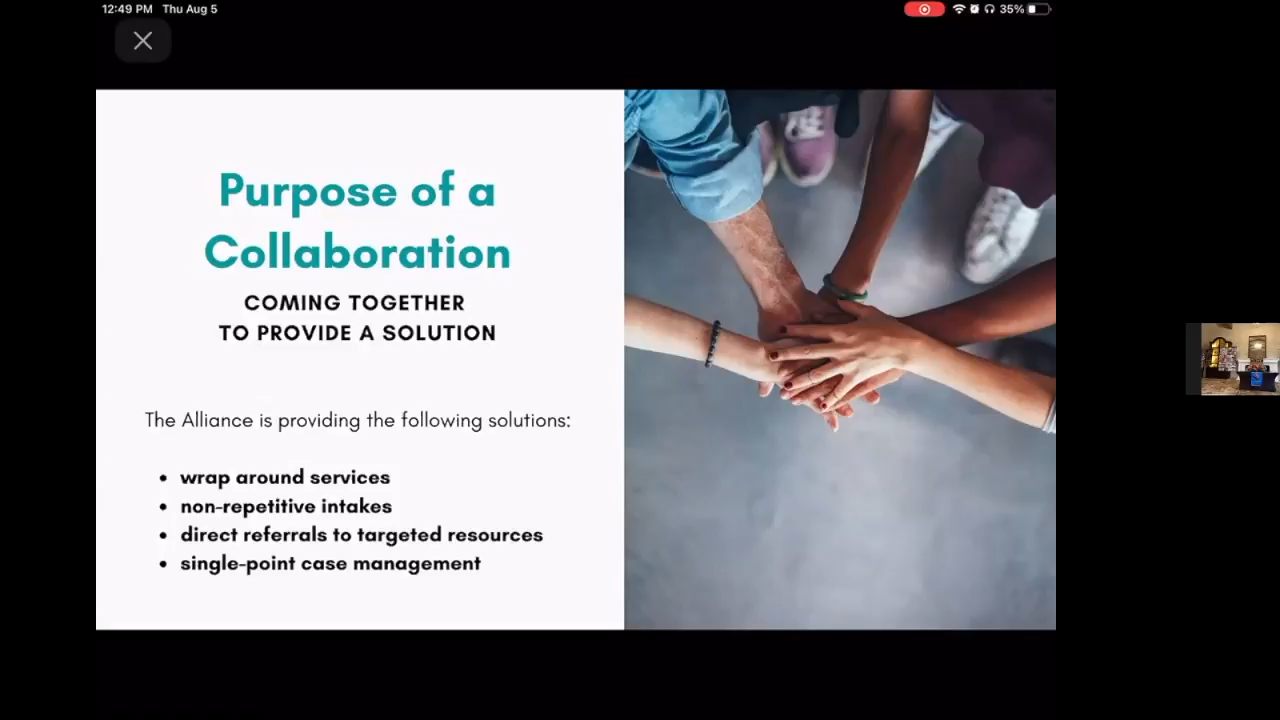 12:49 PM Thu Aug 5
35%
Purpose of a
Collaboration
COMING TOGETHER
TO PROVIDE A SOLUTION
The Alliance is providing the following solutions:
• wrap around services
• non-repetitive intakes
• direct referrals to targeted resources
• single-point case management